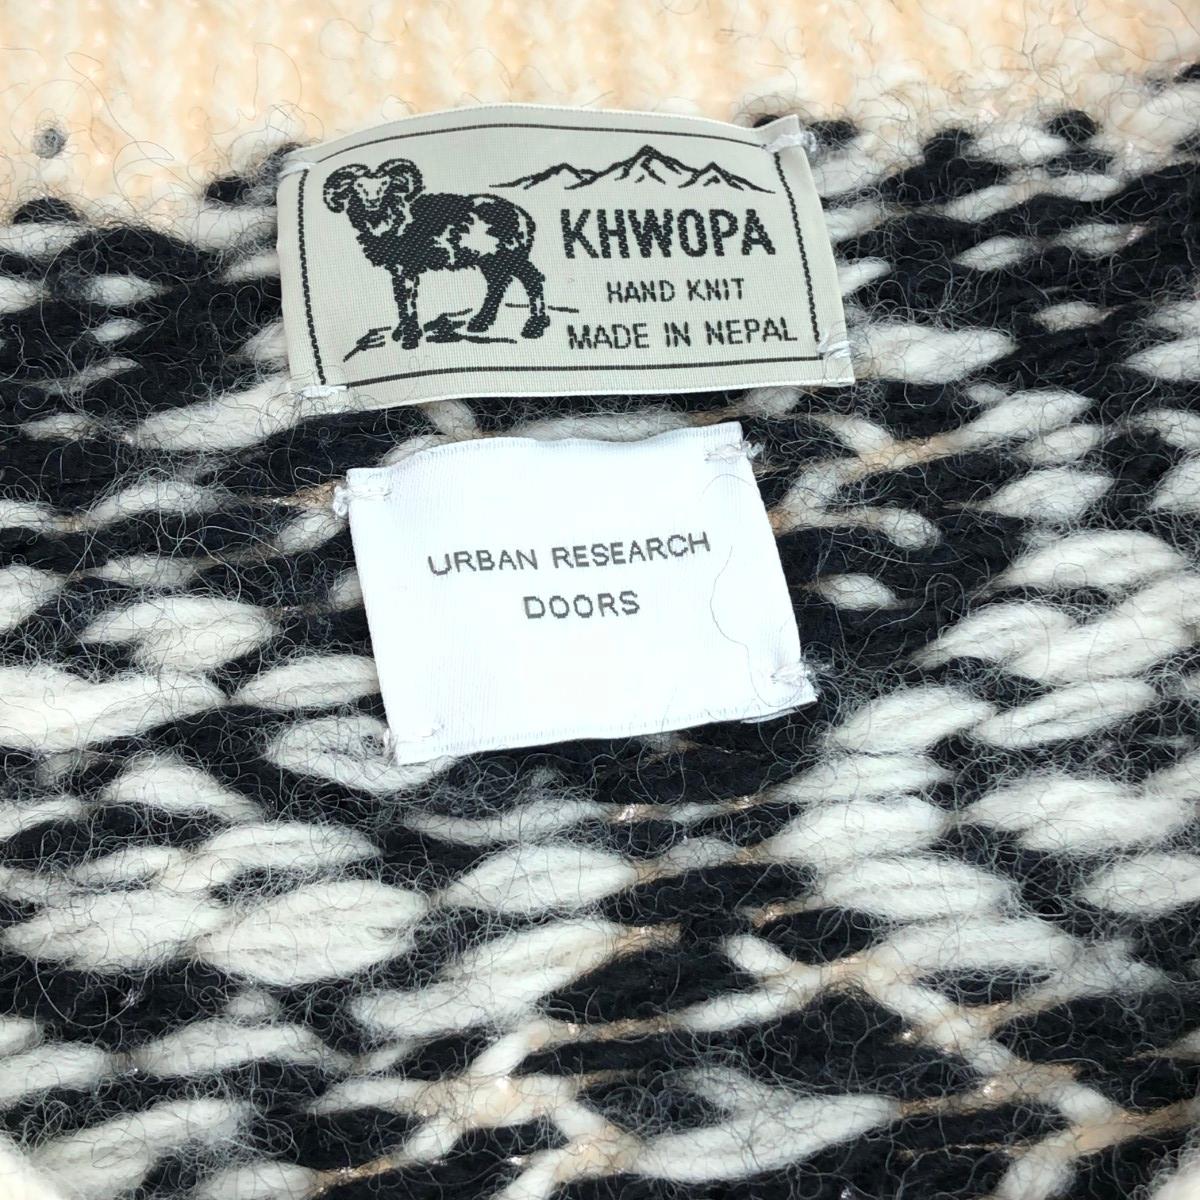 KHWOPA
HAND KNIT
MADE IN NEPAL
URBAN RESEARCH
DOORS